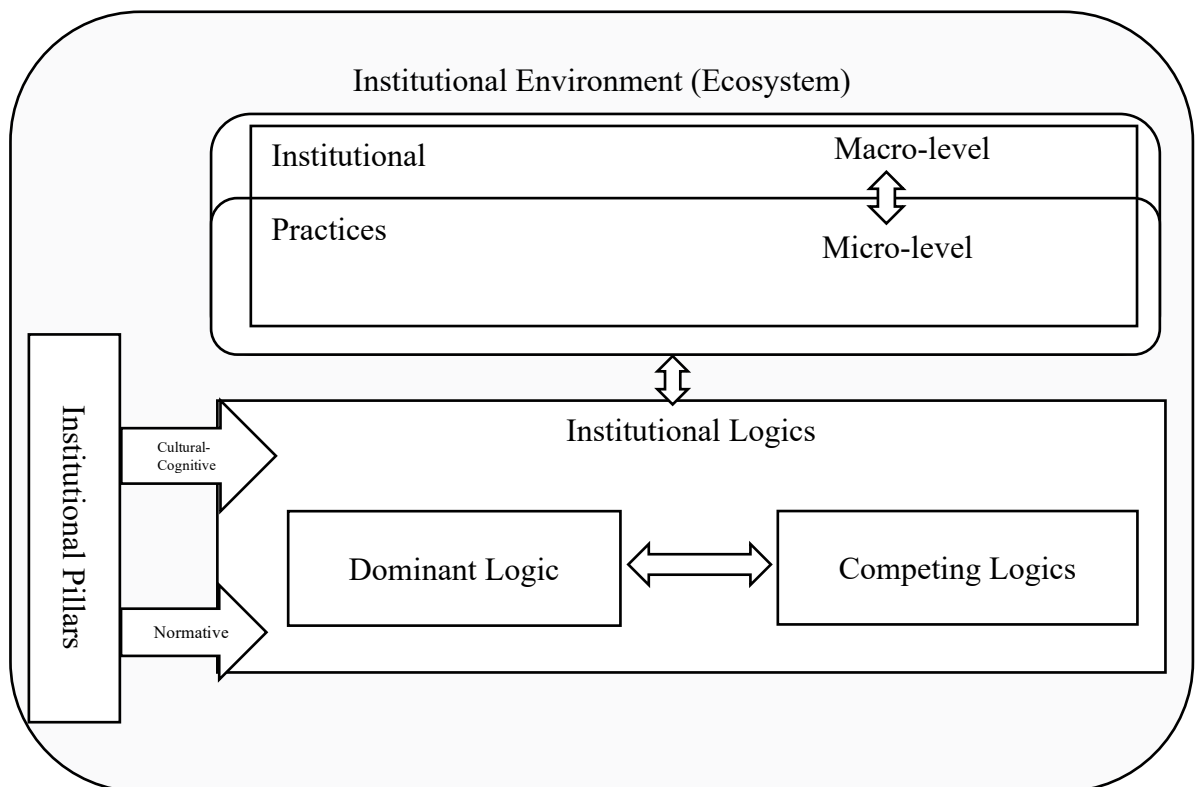 Institutional Environment (Ecosystem)
Institutional
Macro-level
Practices
Micro-level
Institutional Pillars
Cultural-
Cognitive
Normative
Institutional Logics
Dominant Logic
Competing Logics